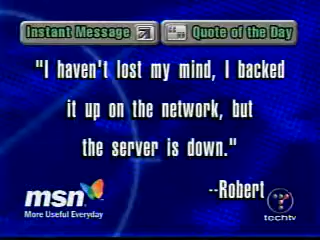 Instant Message Quote of the Day
"I haven't lost my mind, I backed
it up on the network, but
the server is down."
--Robert
msn
More Useful Everyday
techtv